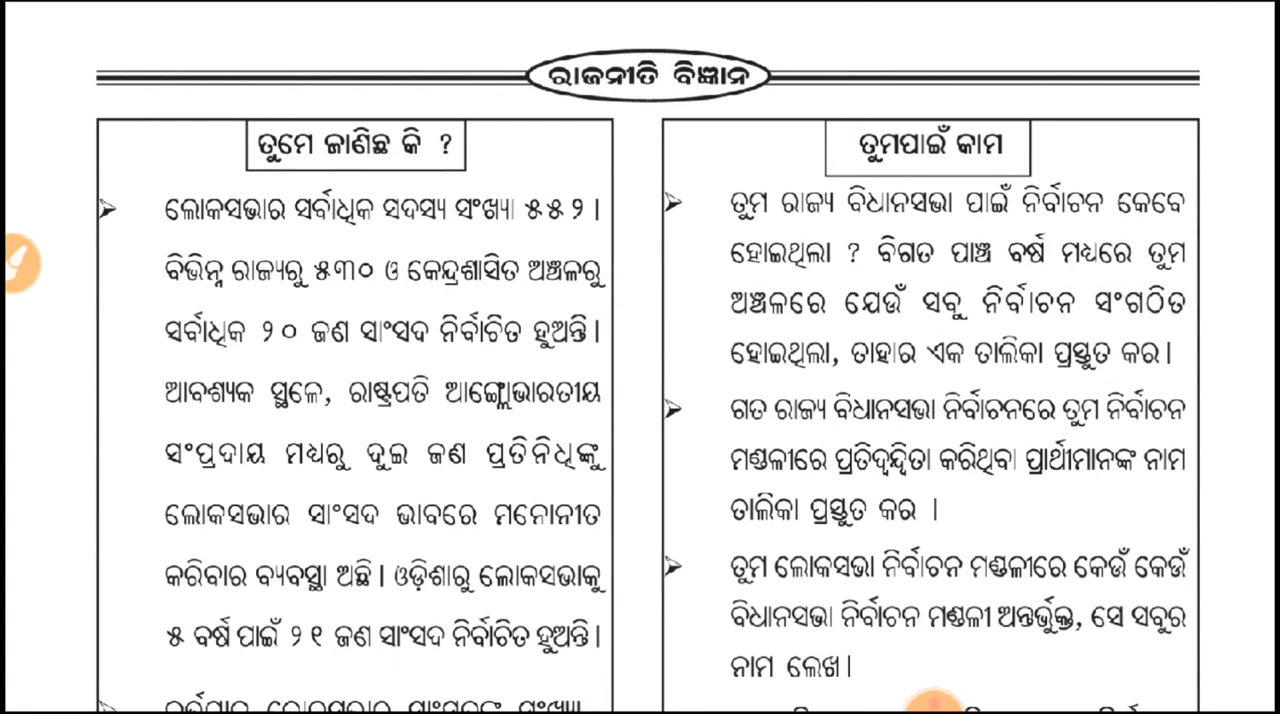 ରାଜନୀତି ବିଜ୍ଞାନ
ତୁମେ ଜାଣିଛ କି ?
ଲୋକସଭାର ସର୍ବାଧିକ ସଦସ୍ୟ ସଂଖ୍ୟା ୫୫୨ ।
ବିଭିନ୍ନ ରାଜ୍ୟରୁ ୫୩୦ ଓ କେନ୍ଦ୍ରଶାସିତ ଅଞ୍ଚଳରୁ
ସର୍ବାଧିକ ୨୦ ଜଣ ସାଂସଦ ନିର୍ବାଚିତ ହୁଅନ୍ତି।
ଆବଶ୍ୟକ ସ୍ଥଳେ, ରାଷ୍ଟ୍ରପତି ଆଙ୍ଗ୍ଲୋଭାରତୀୟ
ସଂପ୍ରଦାୟ ମଧ୍ୟରୁ ଦୁଇ ଜଣ ପ୍ରତିନିଧିଙ୍କୁ
ଲୋକସଭାର ସାଂସଦ ଭାବରେ ମନୋନୀତ
କରିବାର ବ୍ୟବସ୍ଥା ଅଛି । ଓଡ଼ିଶାରୁ ଲୋକସଭାକୁ
୫ ବର୍ଷ ପାଇଁ ୨୧ ଜଣ ସାଂସଦ ନିର୍ବାଚିତ ହୁଅନ୍ତି।
ତୁମପାଇଁ କାମ
ତୁମ ରାଜ୍ୟ ବିଧାନସଭା ପାଇଁ ନିର୍ବାଚନ କେବେ
ହୋଇଥିଲା ? ବିଗତ ପାଞ୍ଚ ବର୍ଷ ମଧ୍ୟରେ ତୁମ
ଅଞ୍ଚଳରେ ଯେଉଁ ସବୁ ନିର୍ବାଚନ ସଂଗଠିତ
ହୋଇଥିଲା, ତାହାର ଏକ ତାଲିକା ପ୍ରସ୍ତୁତ କର।
ଗତ ରାଜ୍ୟ ବିଧାନସଭା ନିର୍ବାଚନରେ ତୁମ ନିର୍ବାଚନ
ମଣ୍ଡଳୀରେ ପ୍ରତିଦ୍ୱନ୍ଦ୍ୱିତା କରିଥିବା ପ୍ରାର୍ଥୀମାନଙ୍କ ନାମ
ତାଲିକା ପ୍ରସ୍ତୁତ କର ।
ତୁମ ଲୋକସଭା ନିର୍ବାଚନ ମଣ୍ଡଳୀରେ କେଉଁ କେଉଁ
ବିଧାନସଭା ନିର୍ବାଚନ ମଣ୍ଡଳୀ ଅନ୍ତର୍ଭୁକ୍ତ, ସେ ସବୁର
ନାମ ଲେଖ।